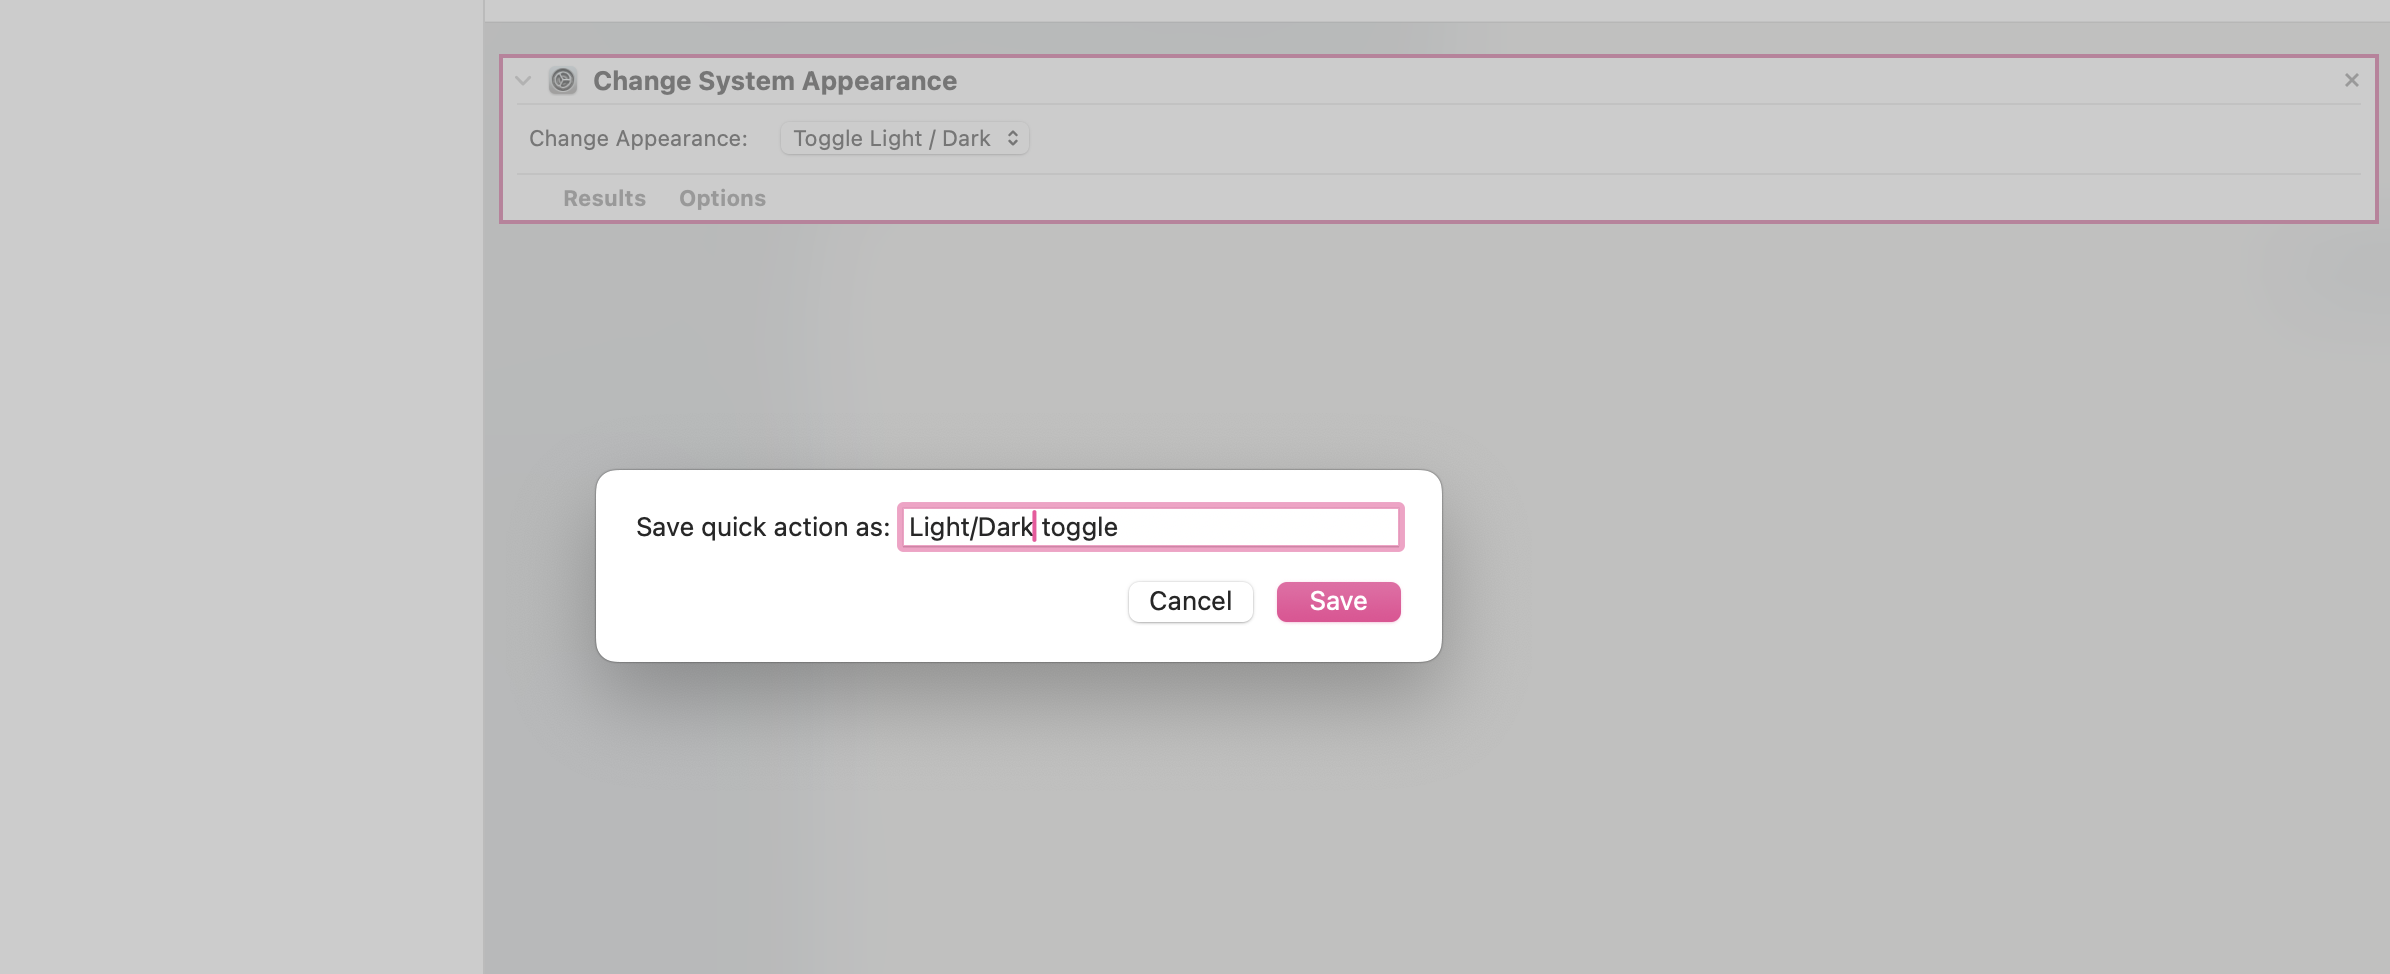 Change System Appearance
Change Appearance: Toggle Light / Dark
Results Options
Save quick action as: Light/Dark toggle
Cancel Save